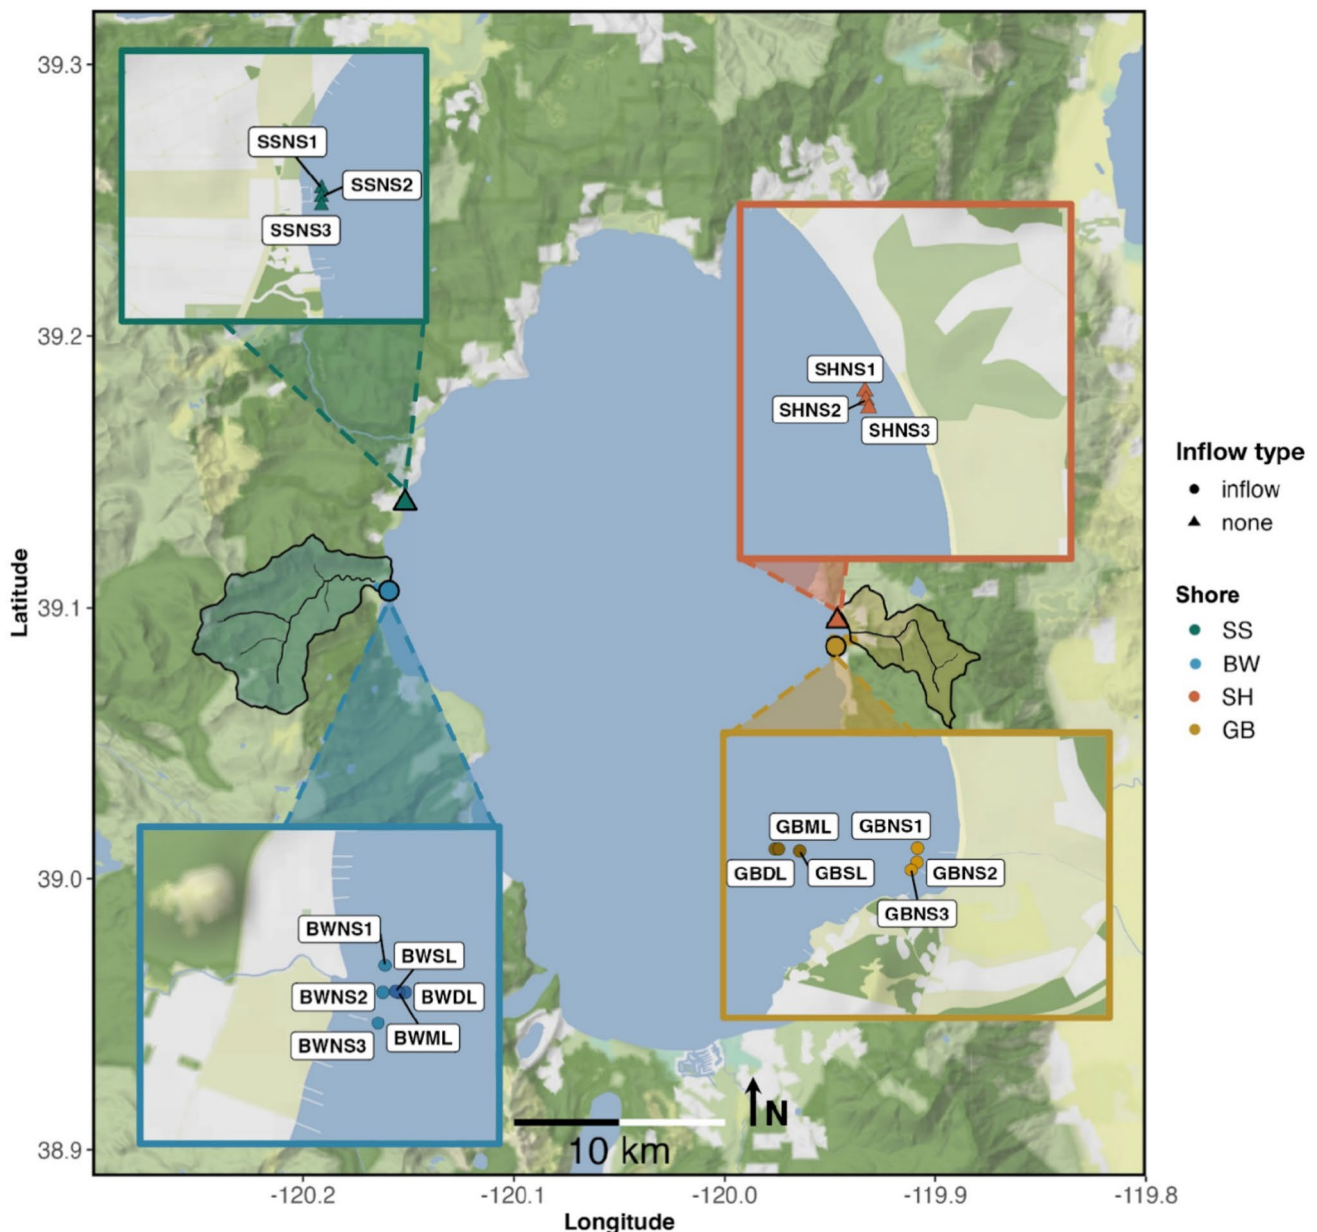 39.3
39.2
39.1
39.0
38.9
Latitude
SSNS1
SSNS2
SSNS3
SHNS1
SHNS2
SHNS3
BWNS1
BWSL
BWNS2
BWDL
BWML
BWNS3
GBML
GBNS1
GBDL
GBSL
GBNS2
GBNS3
N
10 km
-120.2
-120.1
-120.0
-119.9
-119.8
Longitude
Inflow type
inflow
none
Shore
SS
BW
SH
GB